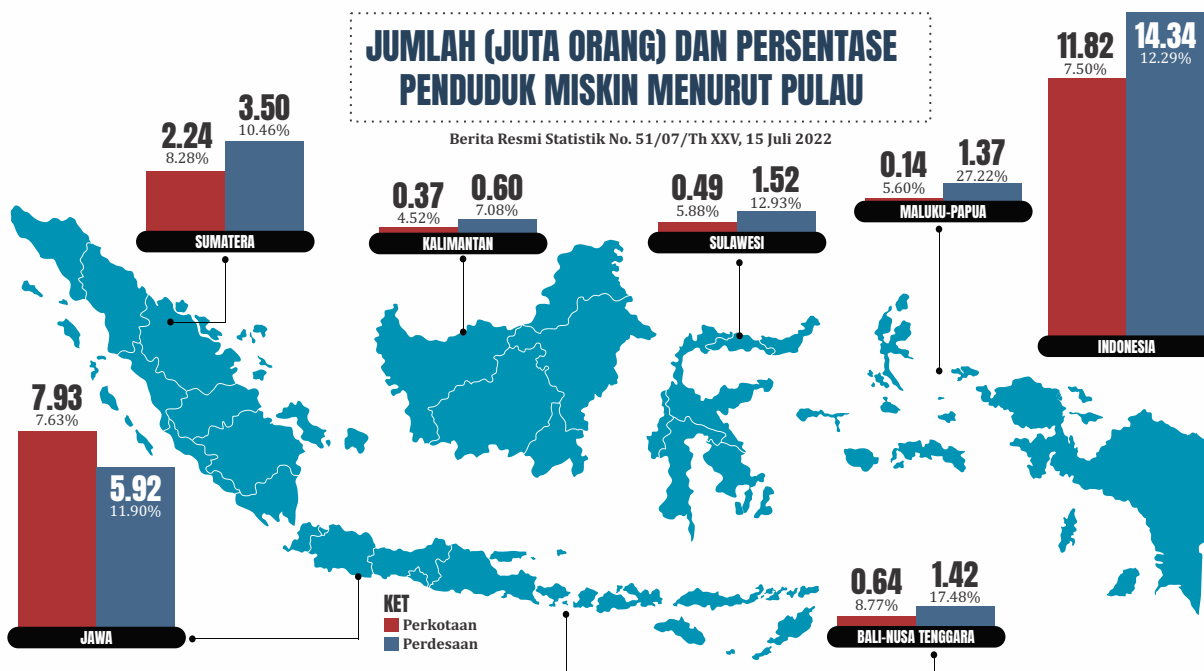 JUMLAH (JUTA ORANG) DAN PERSENTASE
PENDUDUK MISKIN MENURUT PULAU
Berita Resmi Statistik No. 51/07/Th XXV, 15 Juli 2022
2.24
8.28%
3.50
10.46%
SUMATERA
0.37
4.52%
0.60
7.08%
KALIMANTAN
0.49
5.88%
1.52
12.93%
SULAWESI
0.14
5.60%
1.37
27.22%
MALUKU-PAPUA
11.82
7.50%
14.34
12.29%
INDONESIA
7.93
7.63%
5.92
11.90%
JAWA
KET
Perkotaan
Perdesaan
0.64
8.77%
1.42
17.48%
BALI-NUSA TENGGARA